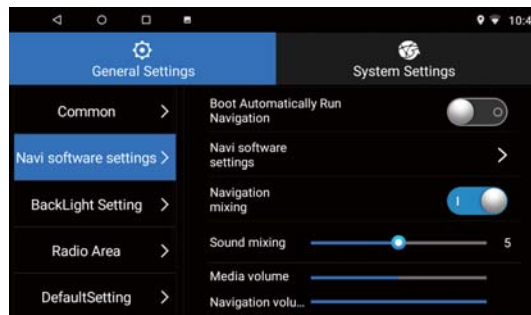 10:4
General Settings
System Settings
Common
Navi software settings
BackLight Setting
Radio Area
DefaultSetting
Boot Automatically Run
Navigation
Navi software
settings
Navigation
mixing
Sound mixing 5
Media volume
Navigation volu...